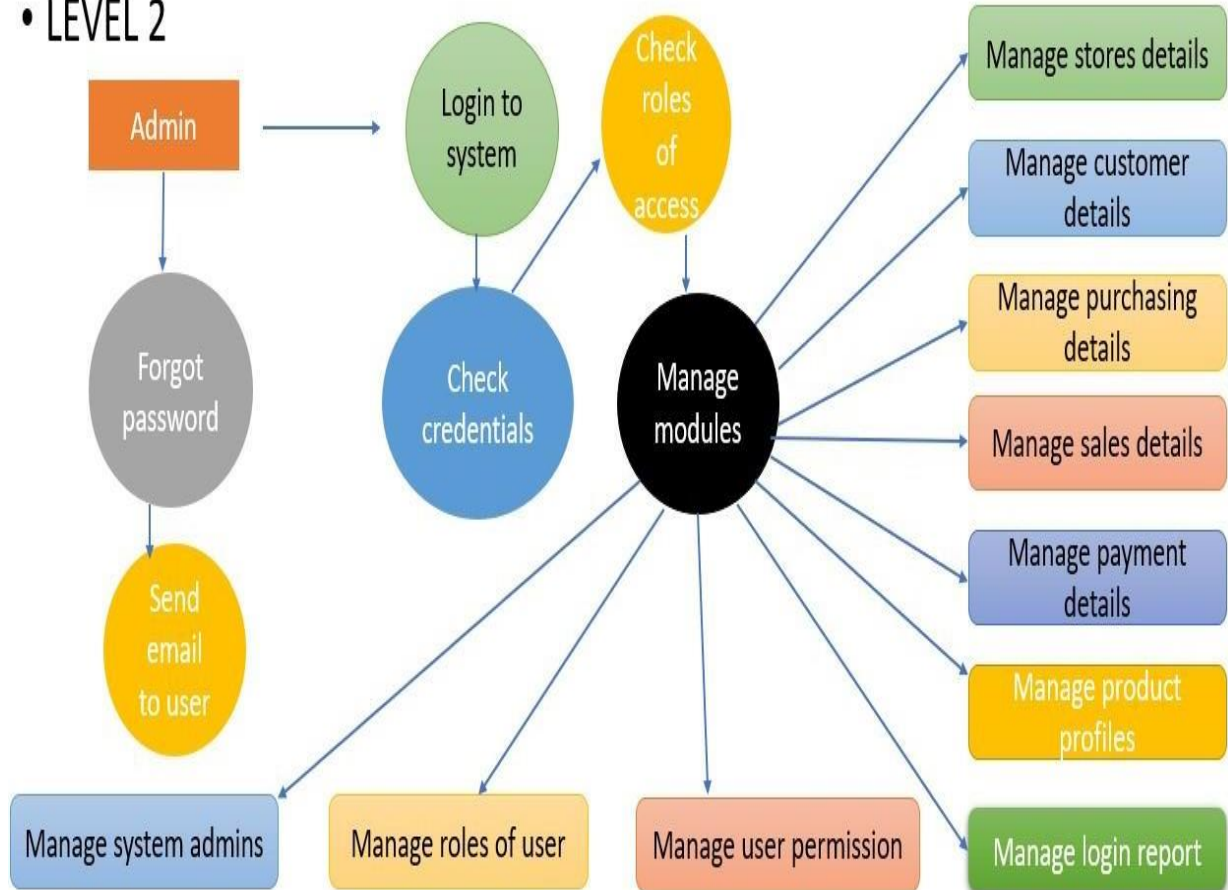 • LEVEL 2
Admin
Login to
system
Check
roles
of
access
Forgot
password
Check
credentials
Manage
modules
Send
email
to user
Manage stores details
Manage customer
details
Manage purchasing
details
Manage sales details
Manage payment
details
Manage product
profiles
Manage system admins
Manage roles of user
Manage user permission
Manage login report